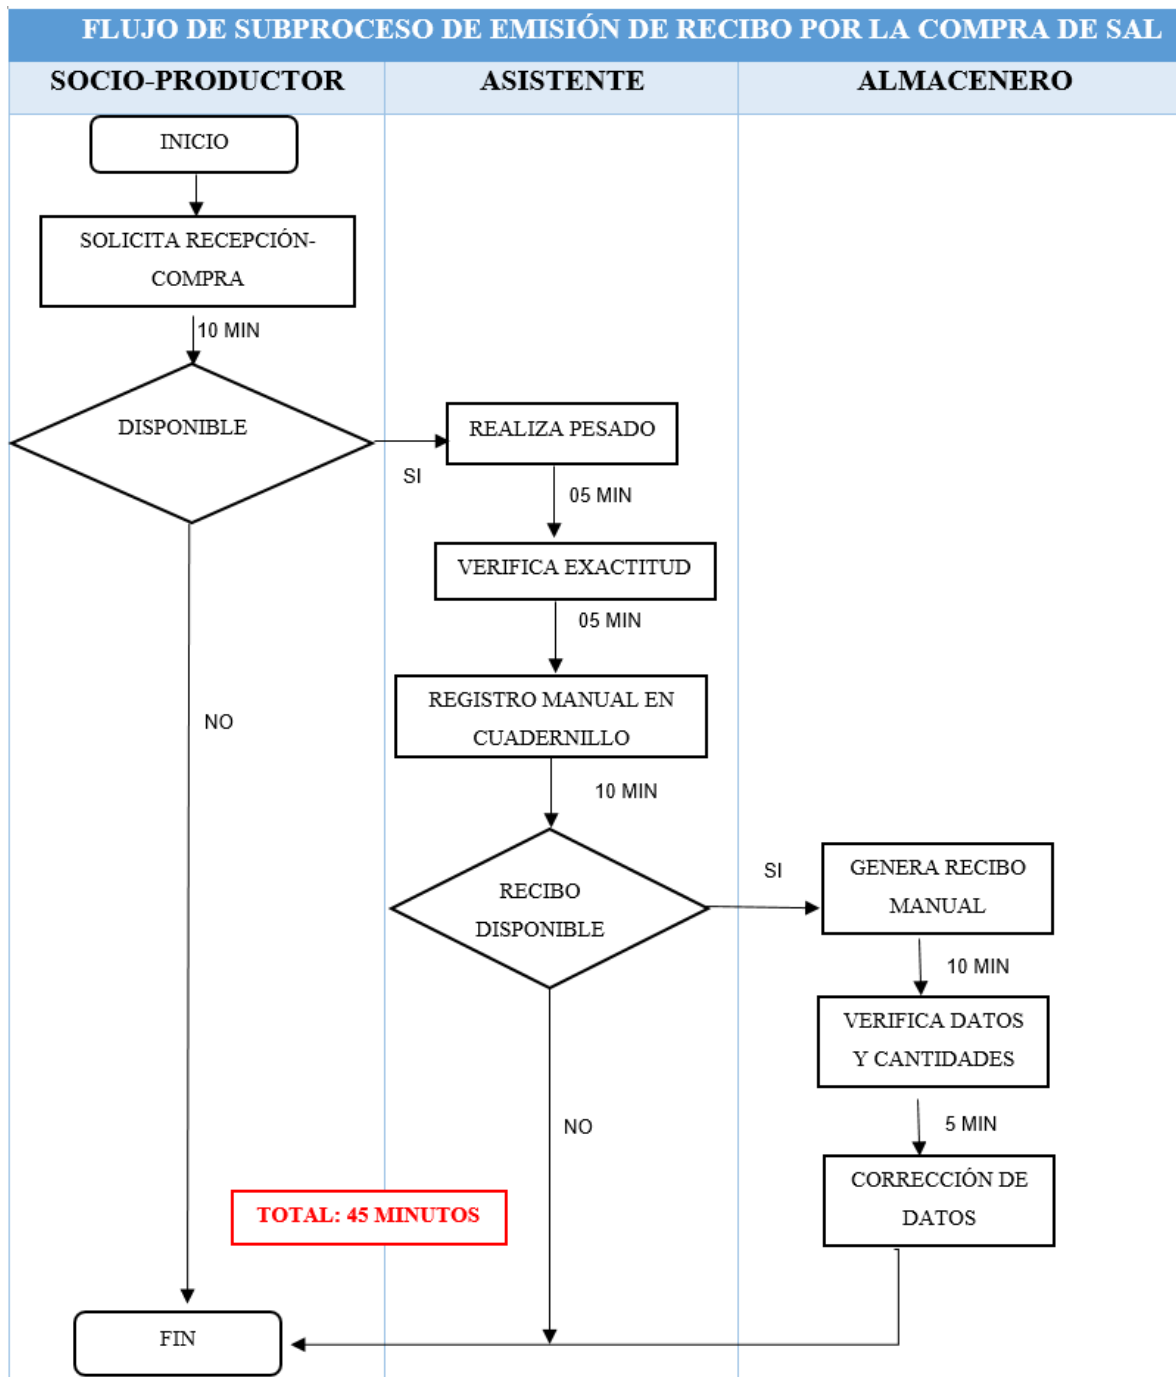 FLUJO DE SUBPROCESO DE EMISIÓN DE RECIBO POR LA COMPRA DE SAL
SOCIO-PRODUCTOR
ASISTENTE
ALMACENERO
INICIO
SOLICITA RECEPCIÓN-
COMPRA
10 MIN
DISPONIBLE
SI
NO
REALIZA PESADO
05 MIN
VERIFICA EXACTITUD
05 MIN
REGISTRO MANUAL EN
CUADERNILLO
10 MIN
RECIBO
DISPONIBLE
SI
NO
GENERA RECIBO
MANUAL
10 MIN
VERIFICA DATOS
Y CANTIDADES
5 MIN
CORRECCIÓN DE
DATOS
TOTAL: 45 MINUTOS
FIN